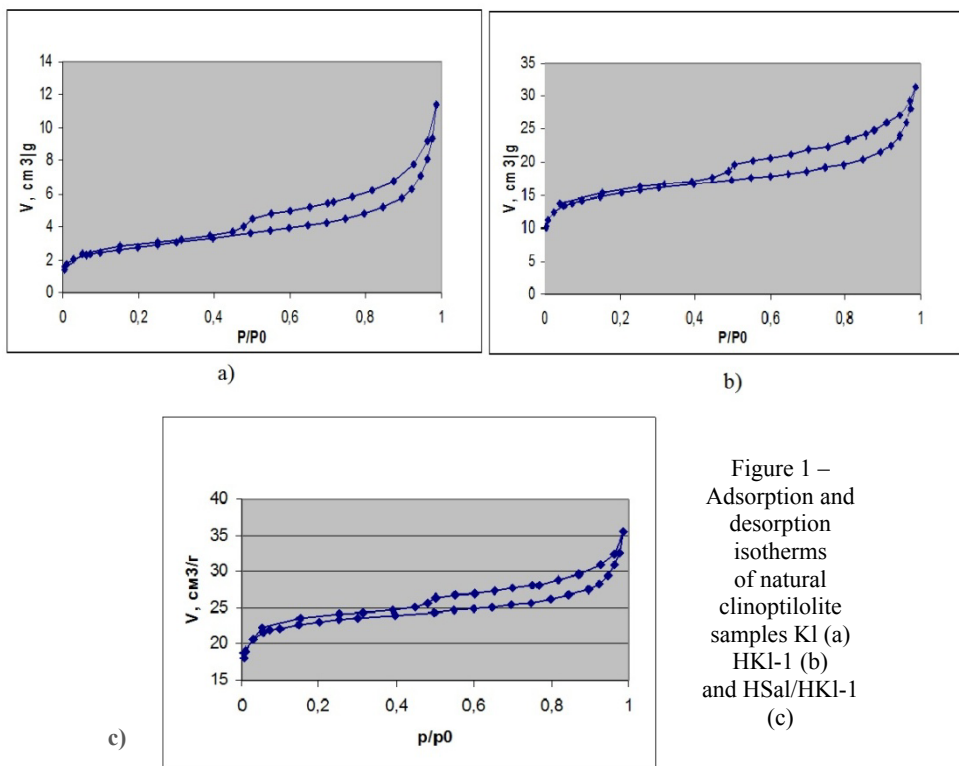 14
12
10
8
6
4
2
0
V, cm 3|g
0 0,2 0,4 0,6 0,8 1
P/P0
a)
35
30
25
20
15
10
5
0
V, cm 3|g
0 0,2 0,4 0,6 0,8 1
P/P0
b)
40
35
30
25
20
15
V, см3/г
0 0,2 0,4 0,6 0,8 1
p/p0
c)
Figure 1 –
Adsorption and
desorption
isotherms
of natural
clinoptilolite
samples Kl (a)
HKl-1 (b)
and HSal/HKl-1
(c)